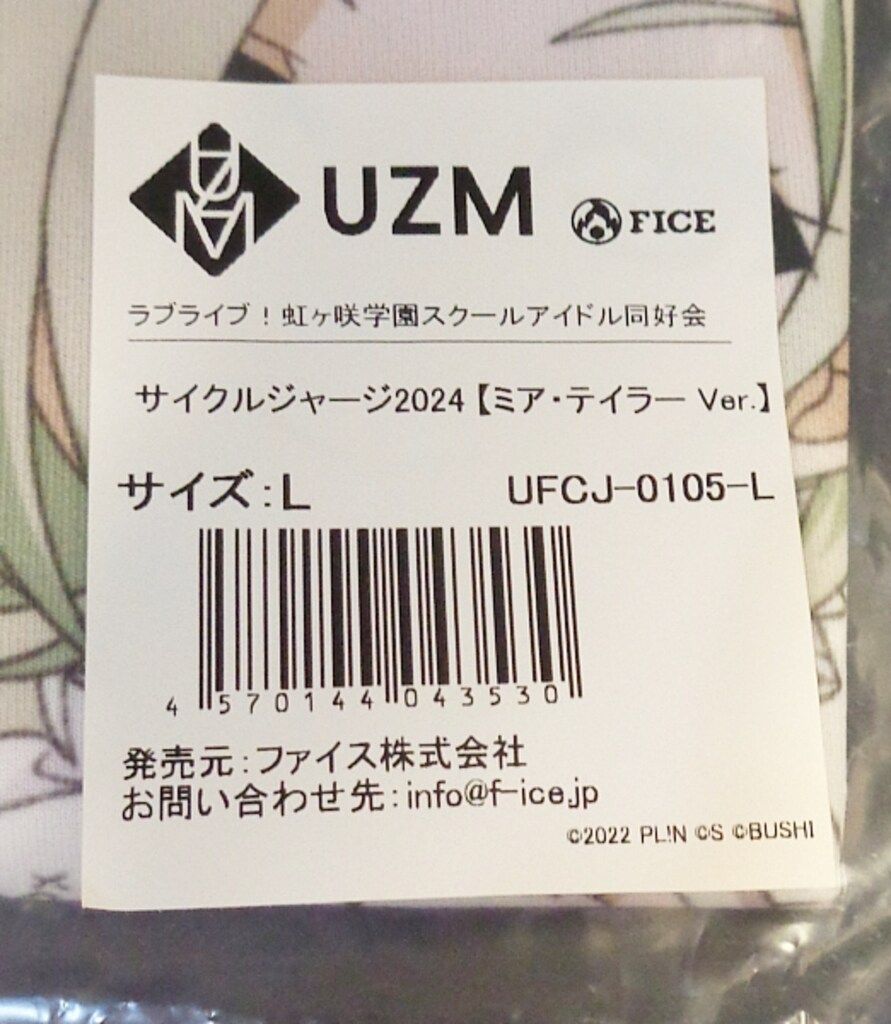 UZM
UZM FICE
ラブライブ！虹ヶ咲学園スクールアイドル同好会
サイクルジャージ2024【ミア・テイラー Ver.】
サイズ：L UFCJ-0105-L
4 570144 043530
発売元：ファイス株式会社
お問い合わせ先：info@f-ice.jp
©2022 PL!N ©S ©BUSHI